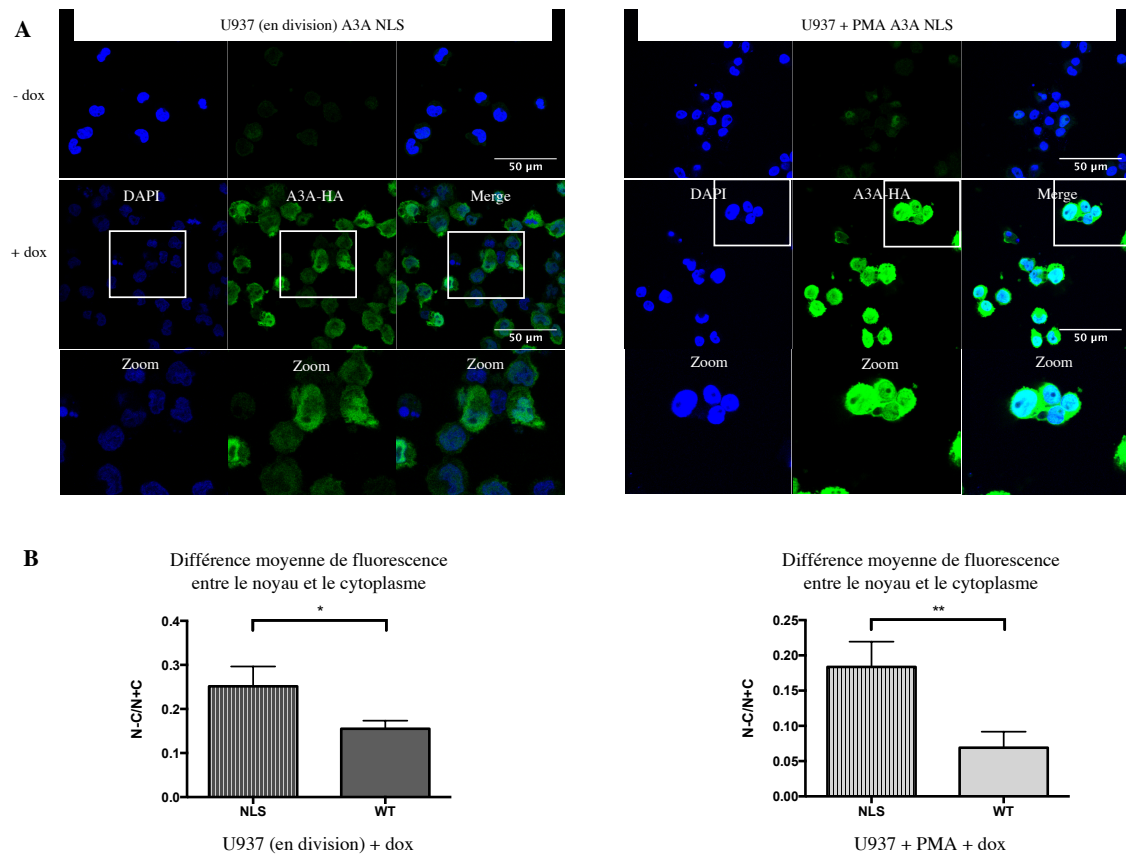 A
U937 (en division) A3A NLS
U937 + PMA A3A NLS
- dox
50 µm
50 µm
+ dox
DAPI
A3A-HA
Merge
50 µm
DAPI
A3A-HA
Merge
50 µm
Zoom
Zoom
Zoom
Zoom
Zoom
Zoom
B
Différence moyenne de fluorescence
entre le noyau et le cytoplasme
*
N-C/N+C
0.4
0.3
0.2
0.1
0.0
NLS
WT
U937 (en division) + dox
Différence moyenne de fluorescence
entre le noyau et le cytoplasme
**
N-C/N+C
0.25
0.20
0.15
0.10
0.05
0.00
NLS
WT
U937 + PMA + dox